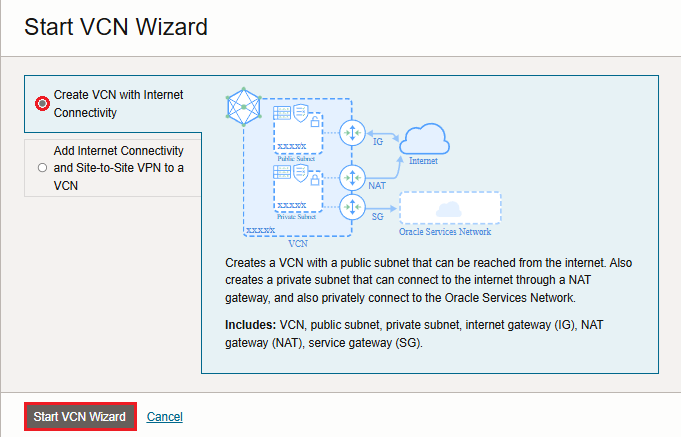 Start VCN Wizard
Create VCN with Internet
Connectivity
Add Internet Connectivity
and Site-to-Site VPN to a
VCN
xxxx/x
Public Subnet
IG
Internet
NAT
xxxx/x
Private Subnet
SG
xxxx/x
Oracle Services Network
VCN
Creates a VCN with a public subnet that can be reached from the internet. Also
creates a private subnet that can connect to the internet through a NAT
gateway, and also privately connect to the Oracle Services Network.
Includes: VCN, public subnet, private subnet, internet gateway (IG), NAT
gateway (NAT), service gateway (SG).
Start VCN Wizard
Cancel